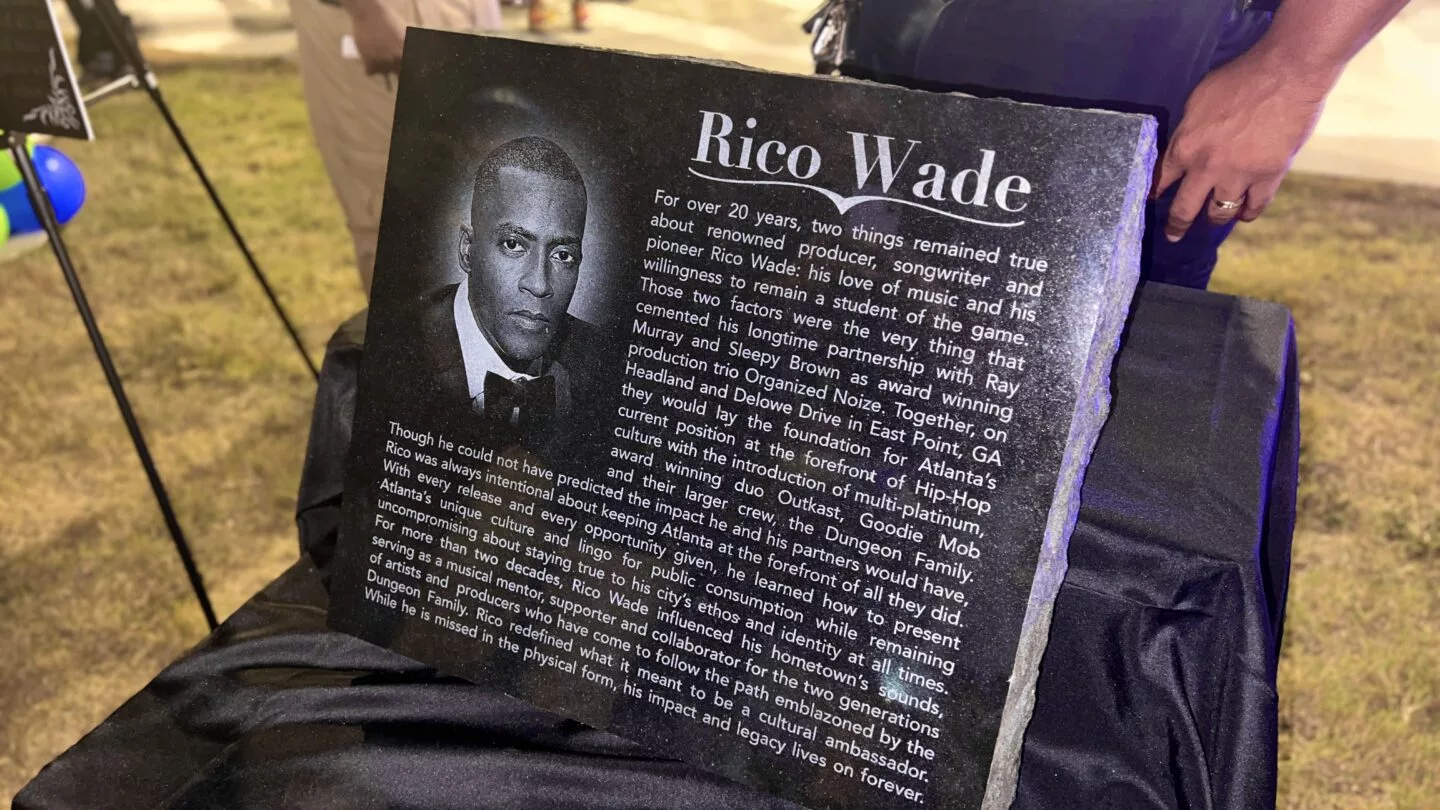 Rico Wade
For over 20 years, two things remained true
about renowned producer, songwriter and
pioneer Rico Wade: his love of music and his
willingness to remain a student of the game.
Those two factors were the very thing that
cemented his longtime partnership with Ray
Murray and Sleepy Brown as award winning
production trio Organized Noize. Together, on
Headland and Delowe Drive in East Point, GA
they would lay the foundation for Atlanta's
current position at the forefront of Hip-Hop
culture with the introduction of multi-platinum,
award winning duo Outkast, Goodie Mob
and their larger crew, the Dungeon Family.
Though he could not have predicted the impact he and his partners would have,
Rico was always intentional about keeping Atlanta at the forefront of all they did.
With every release and every opportunity given, he learned how to present
Atlanta's unique culture and lingo for public consumption while remaining
uncompromising about staying true to his city's ethos and identity at all times.
For more than two decades, Rico Wade influenced his hometown's sounds,
serving as a musical mentor, supporter and collaborator for the two generations
of artists and producers who have come to follow the path emblazoned by the
Dungeon Family. Rico redefined what it meant to be a cultural ambassador.
While he is missed in the physical form, his impact and legacy lives on forever.